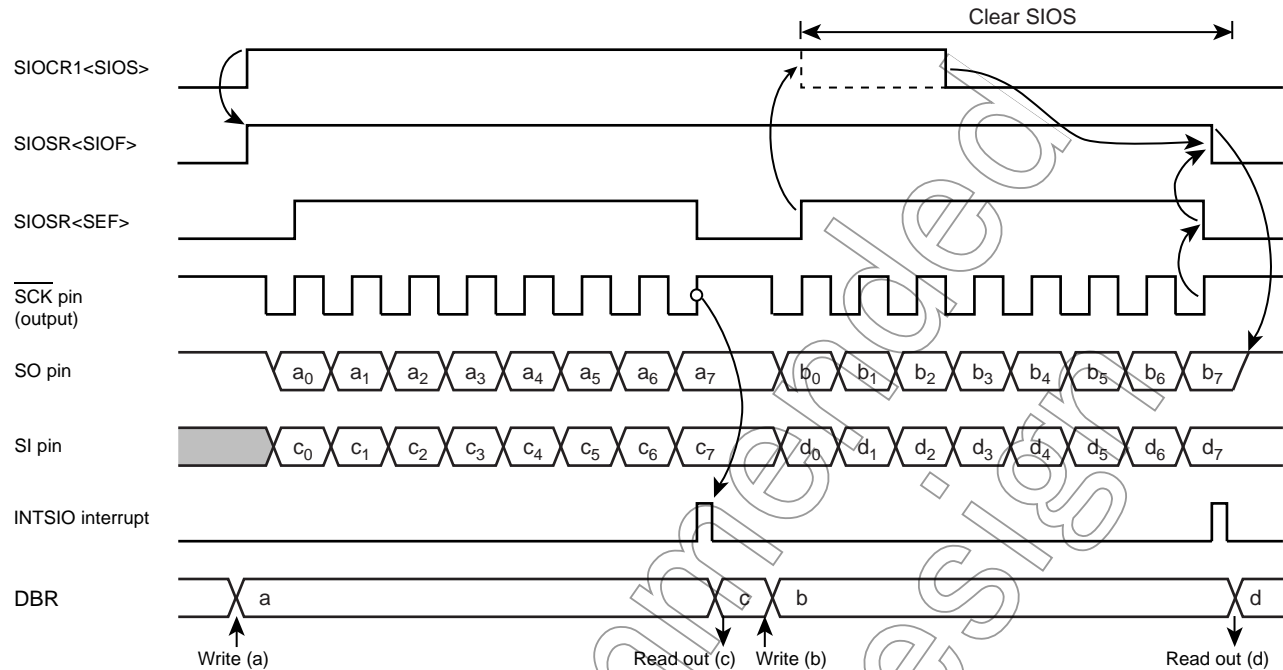 Clear SIOS
SIOCR1<SIOS>
SIOSR<SIOF>
SIOSR<SEF>
SCK pin
(output)
SO pin a0 a1 a2 a3 a4 a5 a6 a7 b0 b1 b2 b3 b4 b5 b6 b7
SI pin c0 c1 c2 c3 c4 c5 c6 c7 d0 d1 d2 d3 d4 d5 d6 d7
INTSIO interrupt
DBR a c b d
Write (a) Read out (c) Write (b) Read out (d)